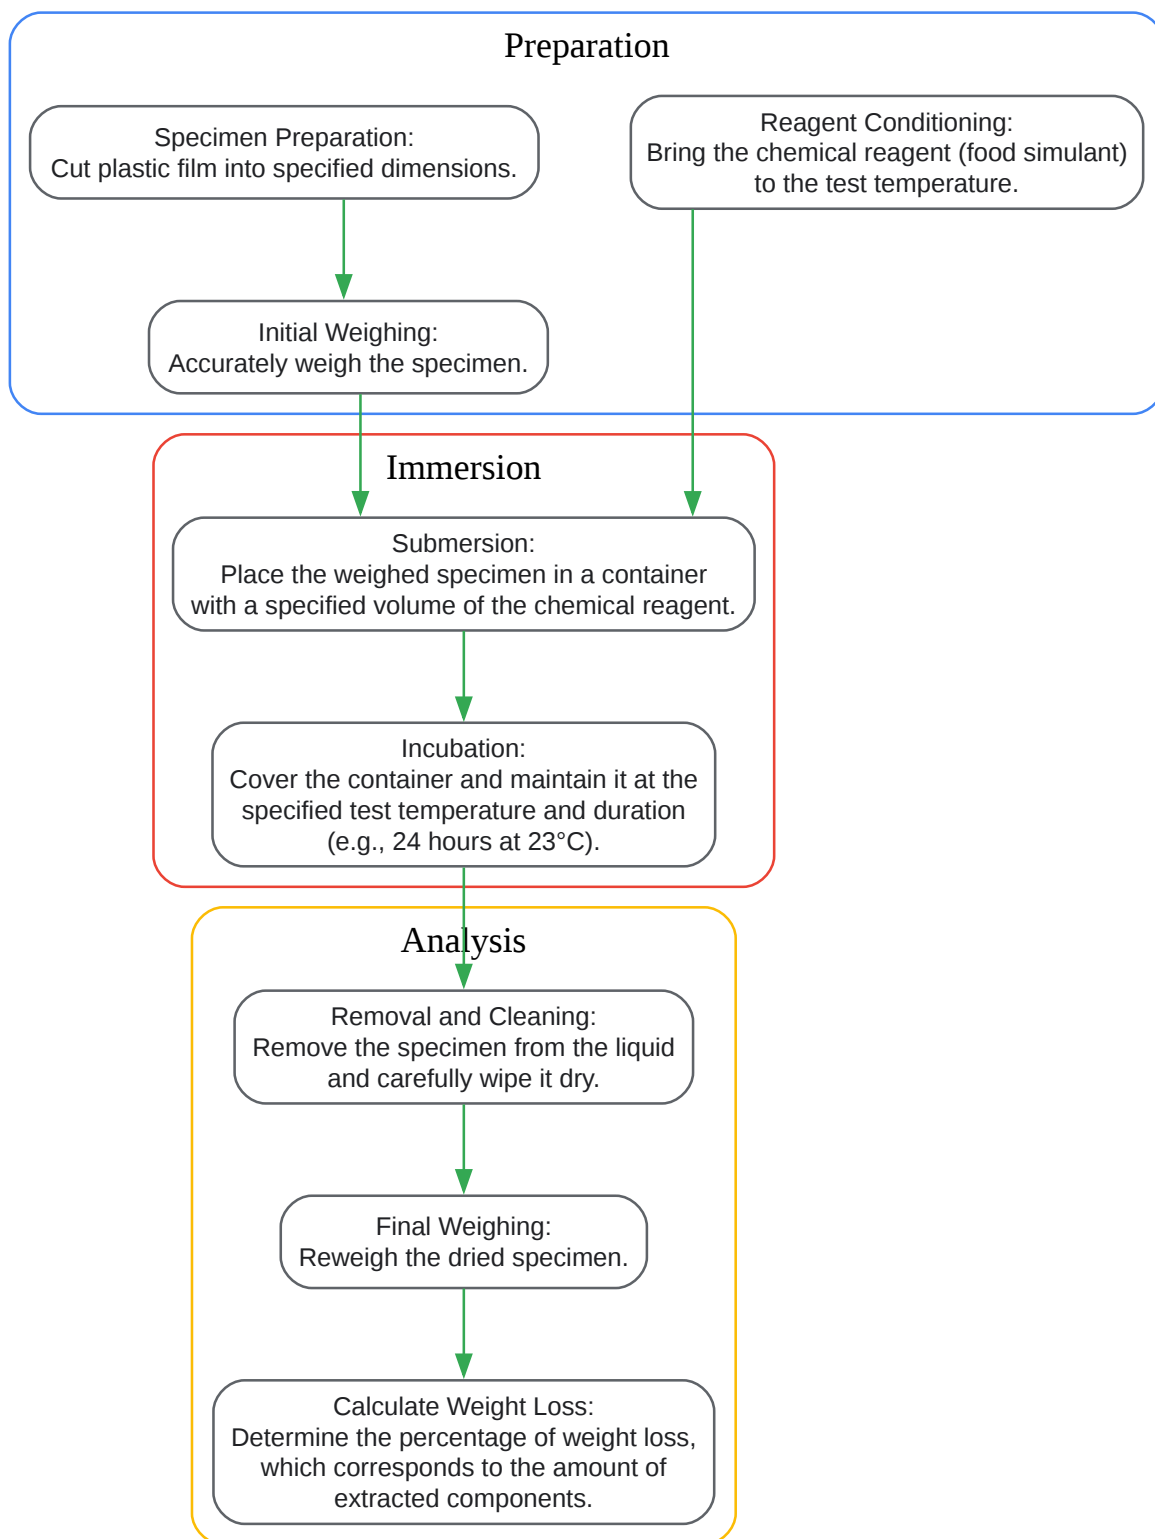 Preparation
Specimen Preparation:
Cut plastic film into specified dimensions.
Reagent Conditioning:
Bring the chemical reagent (food simulant)
to the test temperature.
Initial Weighing:
Accurately weigh the specimen.
Immersion
Submersion:
Place the weighed specimen in a container
with a specified volume of the chemical reagent.
Incubation:
Cover the container and maintain it at the
specified test temperature and duration
(e.g., 24 hours at 23°C).
Analysis
Removal and Cleaning:
Remove the specimen from the liquid
and carefully wipe it dry.
Final Weighing:
Reweigh the dried specimen.
Calculate Weight Loss:
Determine the percentage of weight loss,
which corresponds to the amount of
extracted components.